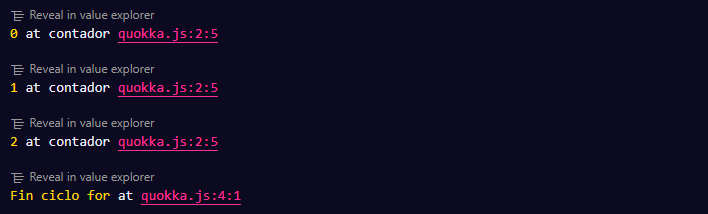 Reveal in value explorer
0 at contador quokka.js:2:5
Reveal in value explorer
1 at contador quokka.js:2:5
Reveal in value explorer
2 at contador quokka.js:2:5
Reveal in value explorer
Fin ciclo for at quokka.js:4:1